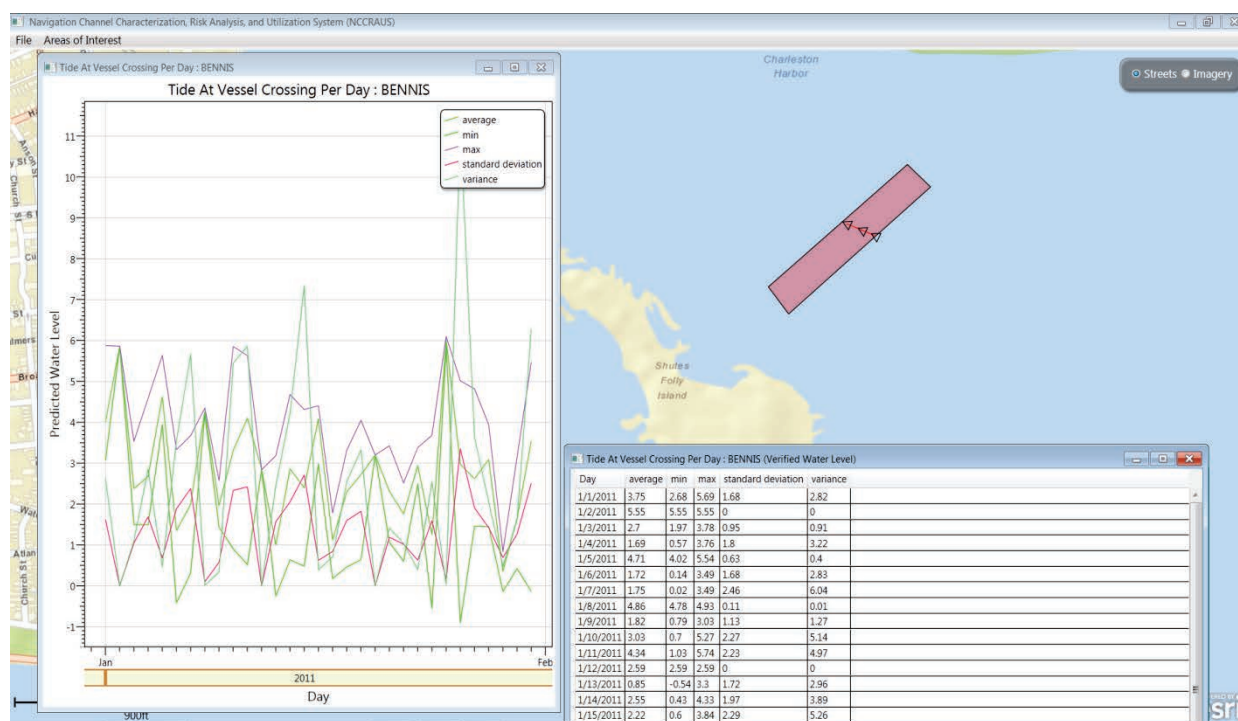 Navigation Channel Characterization, Risk Analysis, and Utilization System (NCCRAUS)
File Areas of Interest
Tide At Vessel Crossing Per Day : BENNIS
Tide At Vessel Crossing Per Day : BENNIS
average
min
max
standard deviation
variance
11
10
9
8
7
6
5
4
3
2
1
0
-1
Predicted Water Level
Jan Feb
2011
Day
900ft
Church St
Church St
Anson St
Charleston
Harbor
Streets Imagery
Shutes
Folly
Island
Tide At Vessel Crossing Per Day : BENNIS (Verified Water Level)
Day average min max standard deviation variance
1/1/2011 3.75 2.68 5.69 1.68 2.82
1/2/2011 5.55 5.55 5.55 0 0
1/3/2011 2.7 1.97 3.78 0.95 0.91
1/4/2011 1.69 0.57 3.76 1.8 3.22
1/5/2011 4.71 4.02 5.54 0.63 0.4
1/6/2011 1.72 0.14 3.49 1.68 2.83
1/7/2011 1.75 0.02 3.49 2.46 6.04
1/8/2011 4.86 4.78 4.93 0.11 0.01
1/9/2011 1.82 0.79 3.03 1.13 1.27
1/10/2011 3.03 0.7 5.27 2.27 5.14
1/11/2011 4.34 1.03 5.74 2.23 4.97
1/12/2011 2.59 2.59 2.59 0 0
1/13/2011 0.85 -0.54 3.3 1.72 2.96
1/14/2011 2.55 0.43 4.33 1.97 3.89
1/15/2011 2.22 0.6 3.84 2.29 5.26